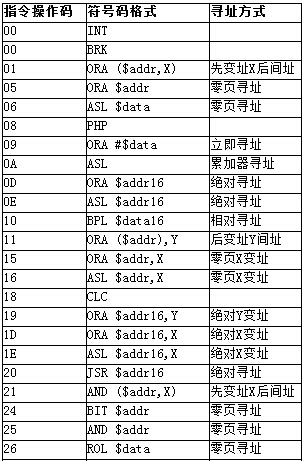 指令操作码 符号码格式 寻址方式
00 INT
00 BRK
01 ORA ($addr,X) 先变址X后间址
05 ORA $addr 零页寻址
06 ASL $data 零页寻址
08 PHP
09 ORA #$data 立即寻址
0A ASL 累加器寻址
0D ORA $addr16 绝对寻址
0E ASL $addr16 绝对寻址
10 BPL $data16 相对寻址
11 ORA ($addr),Y 后变址Y间址
15 ORA $addr,X 零页X变址
16 ASL $addr,X 零页X变址
18 CLC
19 ORA $addr16,Y 绝对Y变址
1D ORA $addr16,X 绝对X变址
1E ASL $addr16,X 绝对X变址
20 JSR $addr16 绝对寻址
21 AND ($addr,X) 先变址X后间址
24 BIT $addr 零页寻址
25 AND $addr 零页寻址
26 ROL $data 零页寻址